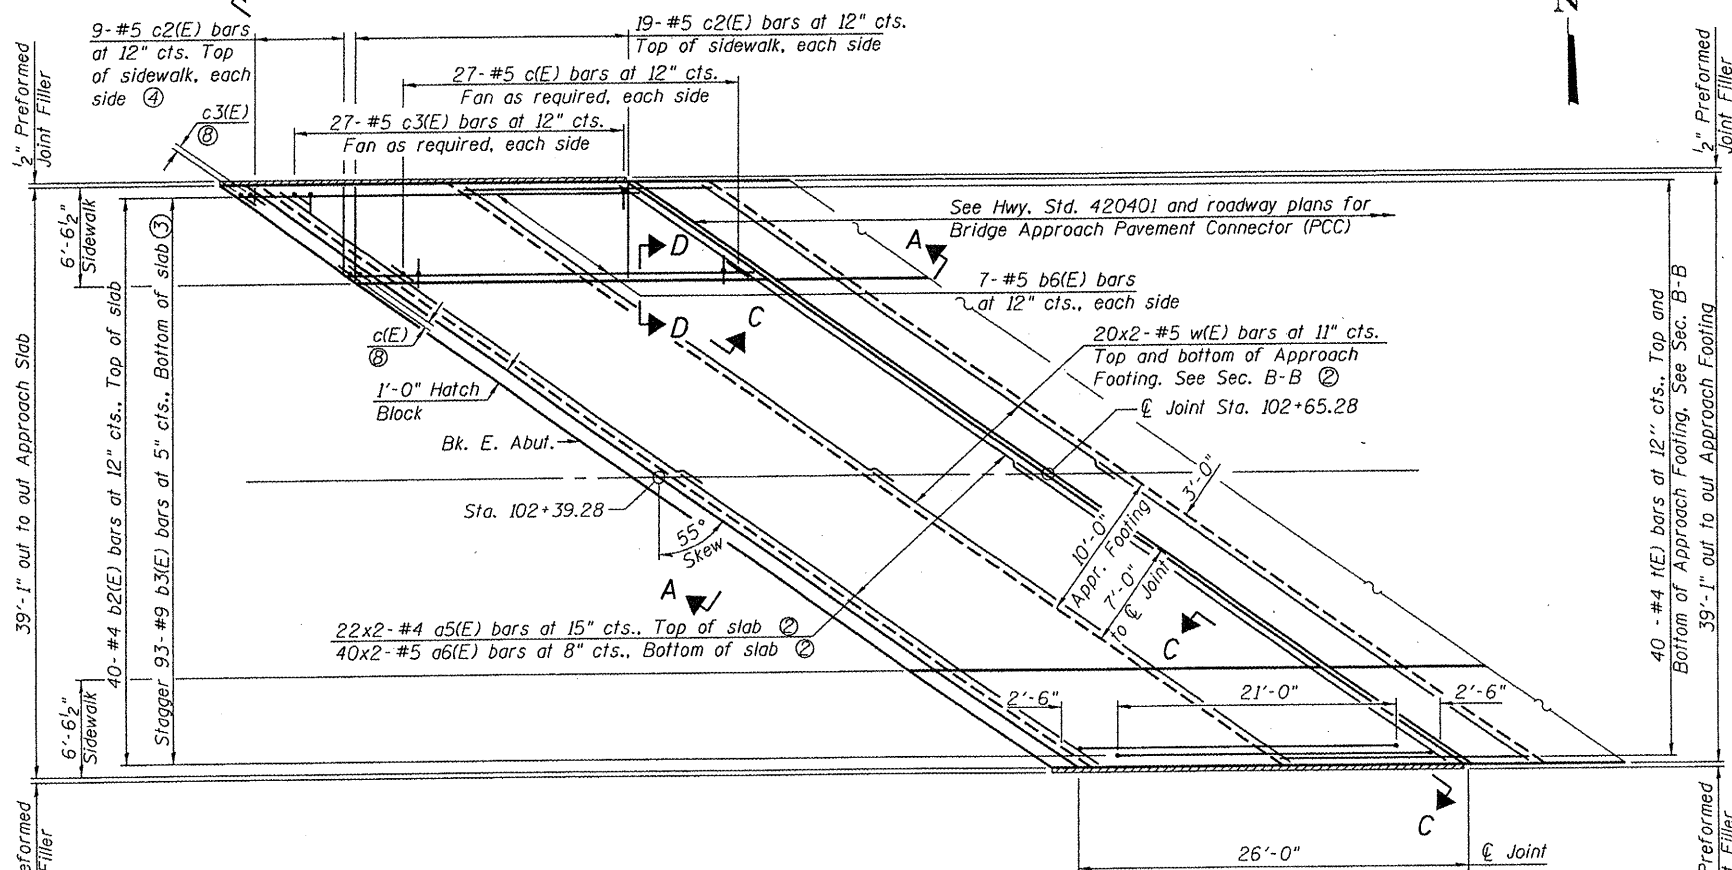 N
9-#5 c2(E) bars
at 12" cts. Top
of sidewalk, each
side ④
19-#5 c2(E) bars at 12" cts.
Top of sidewalk, each side
27-#5 c(E) bars at 12" cts.
Fan as required, each side
27-#5 c3(E) bars at 12" cts.
Fan as required, each side
c3(E)
⑧
½" Preformed
Joint Filler
½" Preformed
Joint Filler
See Hwy. Std. 420401 and roadway plans for
Bridge Approach Pavement Connector (PCC)
A
D
D
C
7-#5 b6(E) bars
at 12" cts., each side
20x2-#5 w(E) bars at 11" cts.
Top and bottom of Approach
Footing. See Sec. B-B ②
℄ Joint Sta. 102+65.28
6'-6½"
Sidewalk
39'-1" out to out Approach Slab
40-#4 b2(E) bars at 12" cts., Top of slab
Stagger 93-#9 b3(E) bars at 5" cts., Bottom of slab ③
c(E)
⑧
1'-0" Hatch
Block
Bk. E. Abut.
Sta. 102+39.28
55°
Skew
3'-0"
10'-0"
Appr. Footing
7'-0"
to ℄ Joint
A
C
22x2-#4 a5(E) bars at 15" cts., Top of slab ②
40x2-#5 a6(E) bars at 8" cts., Bottom of slab ②
40 -#4 t(E) bars at 12" cts., Top and
Bottom of Approach Footing. See Sec. B-B
39'-1" out to out Approach Footing
6'-6½"
Sidewalk
2'-6"
21'-0"
2'-6"
C
26'-0"
℄ Joint
reformed
Filler
Preformed
t Filler